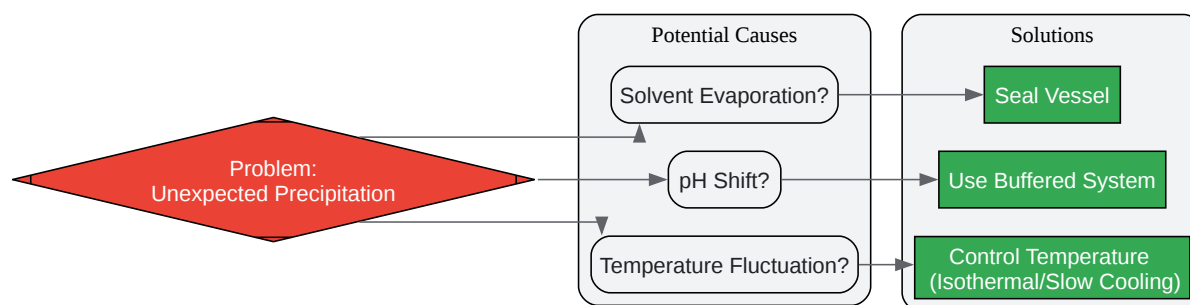 Potential Causes
Solutions
Solvent Evaporation?
Seal Vessel
Problem:
Unexpected Precipitation
pH Shift?
Use Buffered System
Temperature Fluctuation?
Control Temperature
(Isothermal/Slow Cooling)